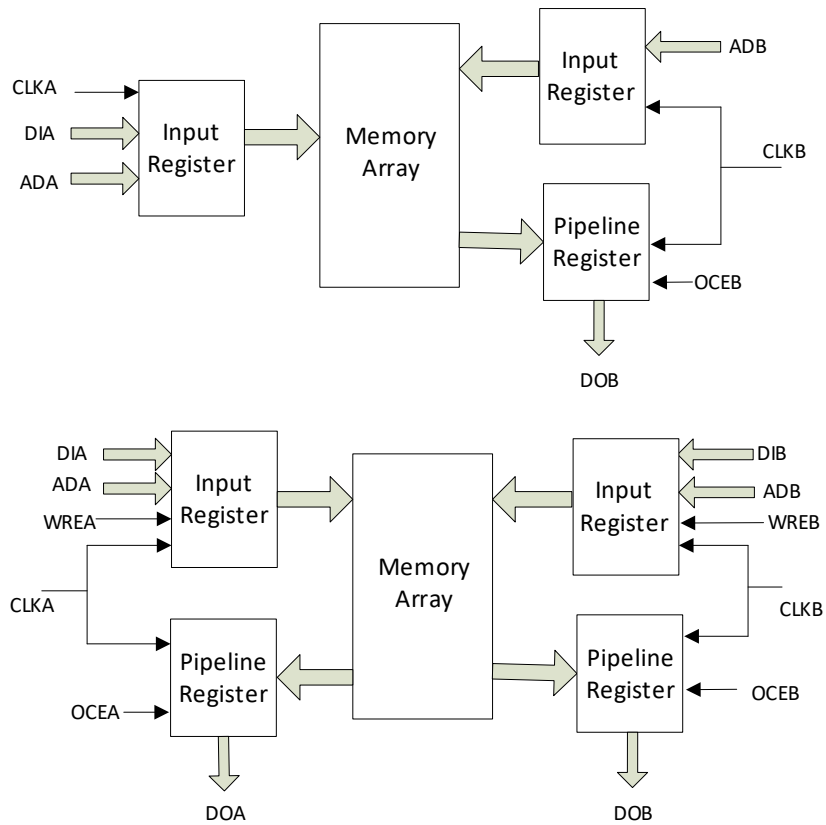 CLKA
DIA
ADA
Input
Register
Memory
Array
Input
Register
ADB
CLKB
Pipeline
Register
OCEB
DOB
DIA
ADA
WREA
CLKA
Input
Register
Memory
Array
Input
Register
DIB
ADB
WREB
CLKB
Pipeline
Register
OCEA
DOA
Pipeline
Register
OCEB
DOB